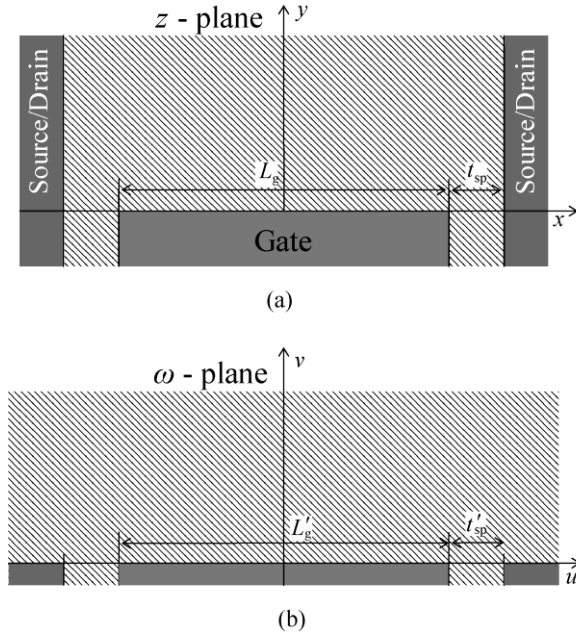 z - plane
y
Source/Drain
Source/Drain
Lg
tsp
x
Gate
(a)
ω - plane
v
L'g
t'sp
u
(b)